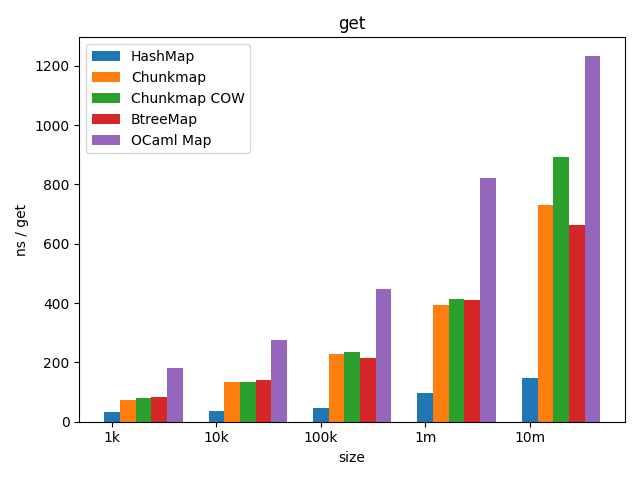 get
HashMap
Chunkmap
Chunkmap COW
BtreeMap
OCaml Map
1200
1000
800
600
400
200
0
ns / get
1k 10k 100k 1m 10m
size